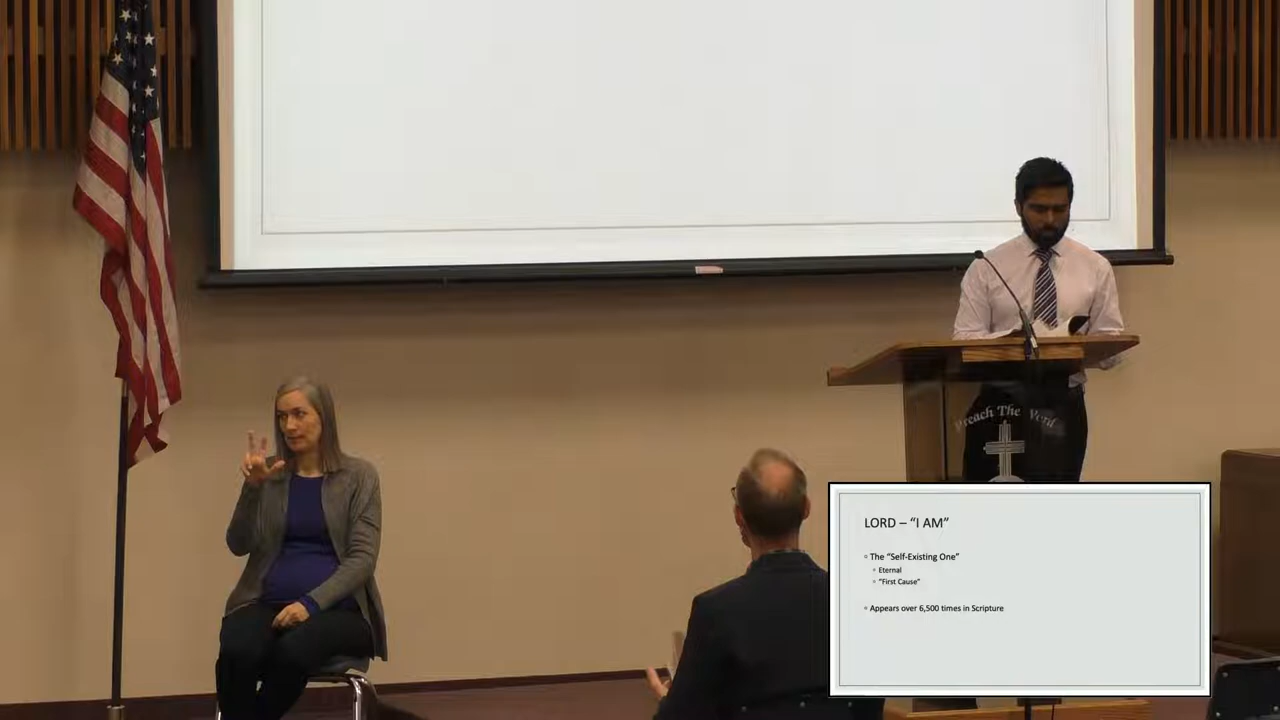 Preach The Word
LORD – “I AM”
▫ The “Self-Existing One”
▫ Eternal
▫ “First Cause”
▫ Appears over 6,500 times in Scripture